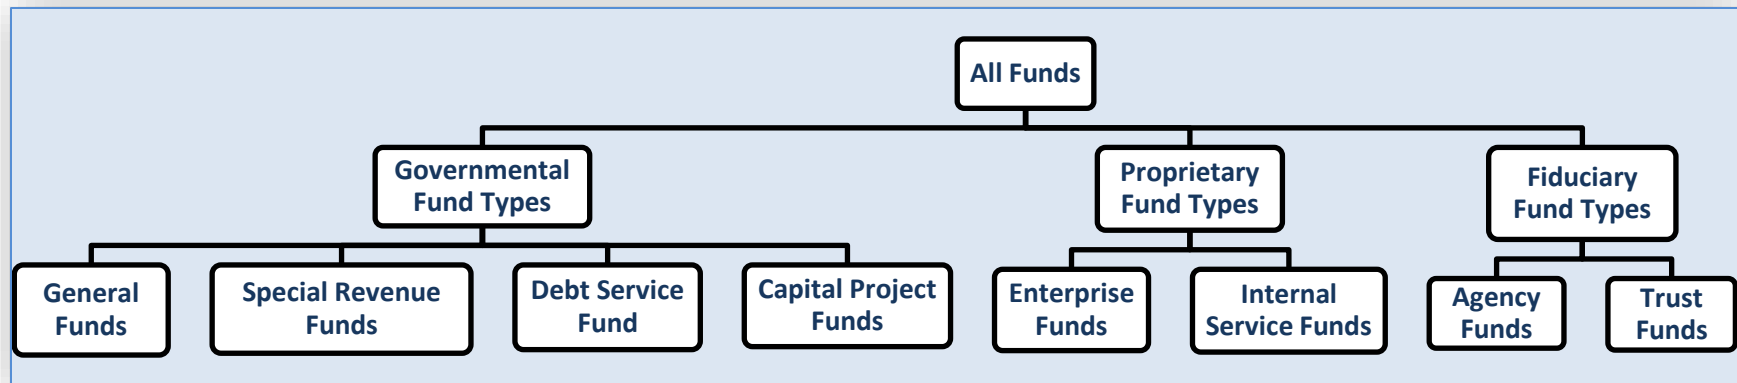 All Funds
Governmental
Fund Types
Proprietary
Fund Types
Fiduciary
Fund Types
General
Funds
Special Revenue
Funds
Debt Service
Fund
Capital Project
Funds
Enterprise
Funds
Internal
Service Funds
Agency
Funds
Trust
Funds